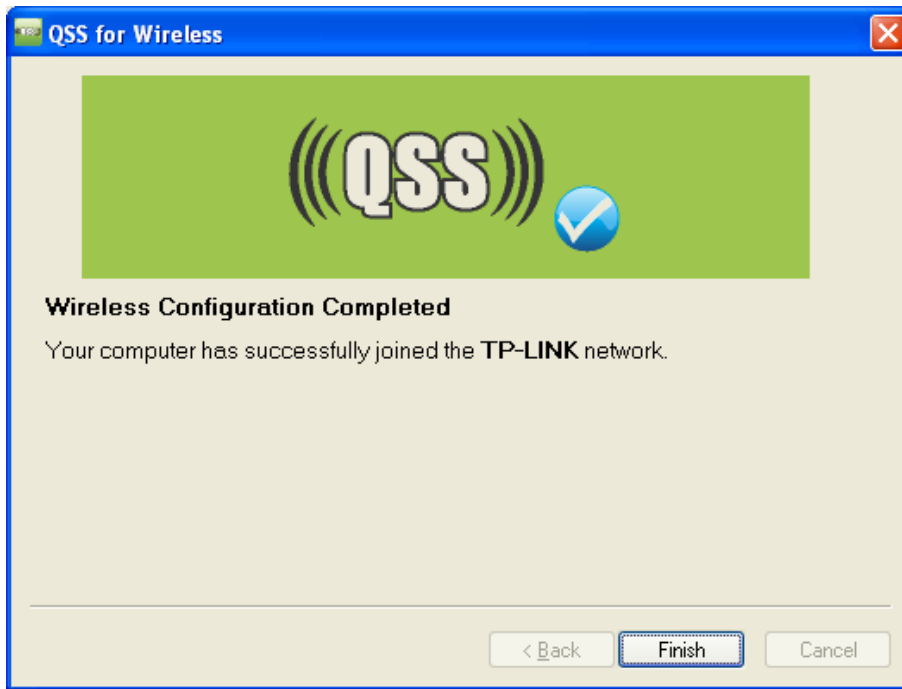 QSS for Wireless
(((QSS)))
Wireless Configuration Completed
Your computer has successfully joined the TP-LINK network.
< Back
Finish
Cancel